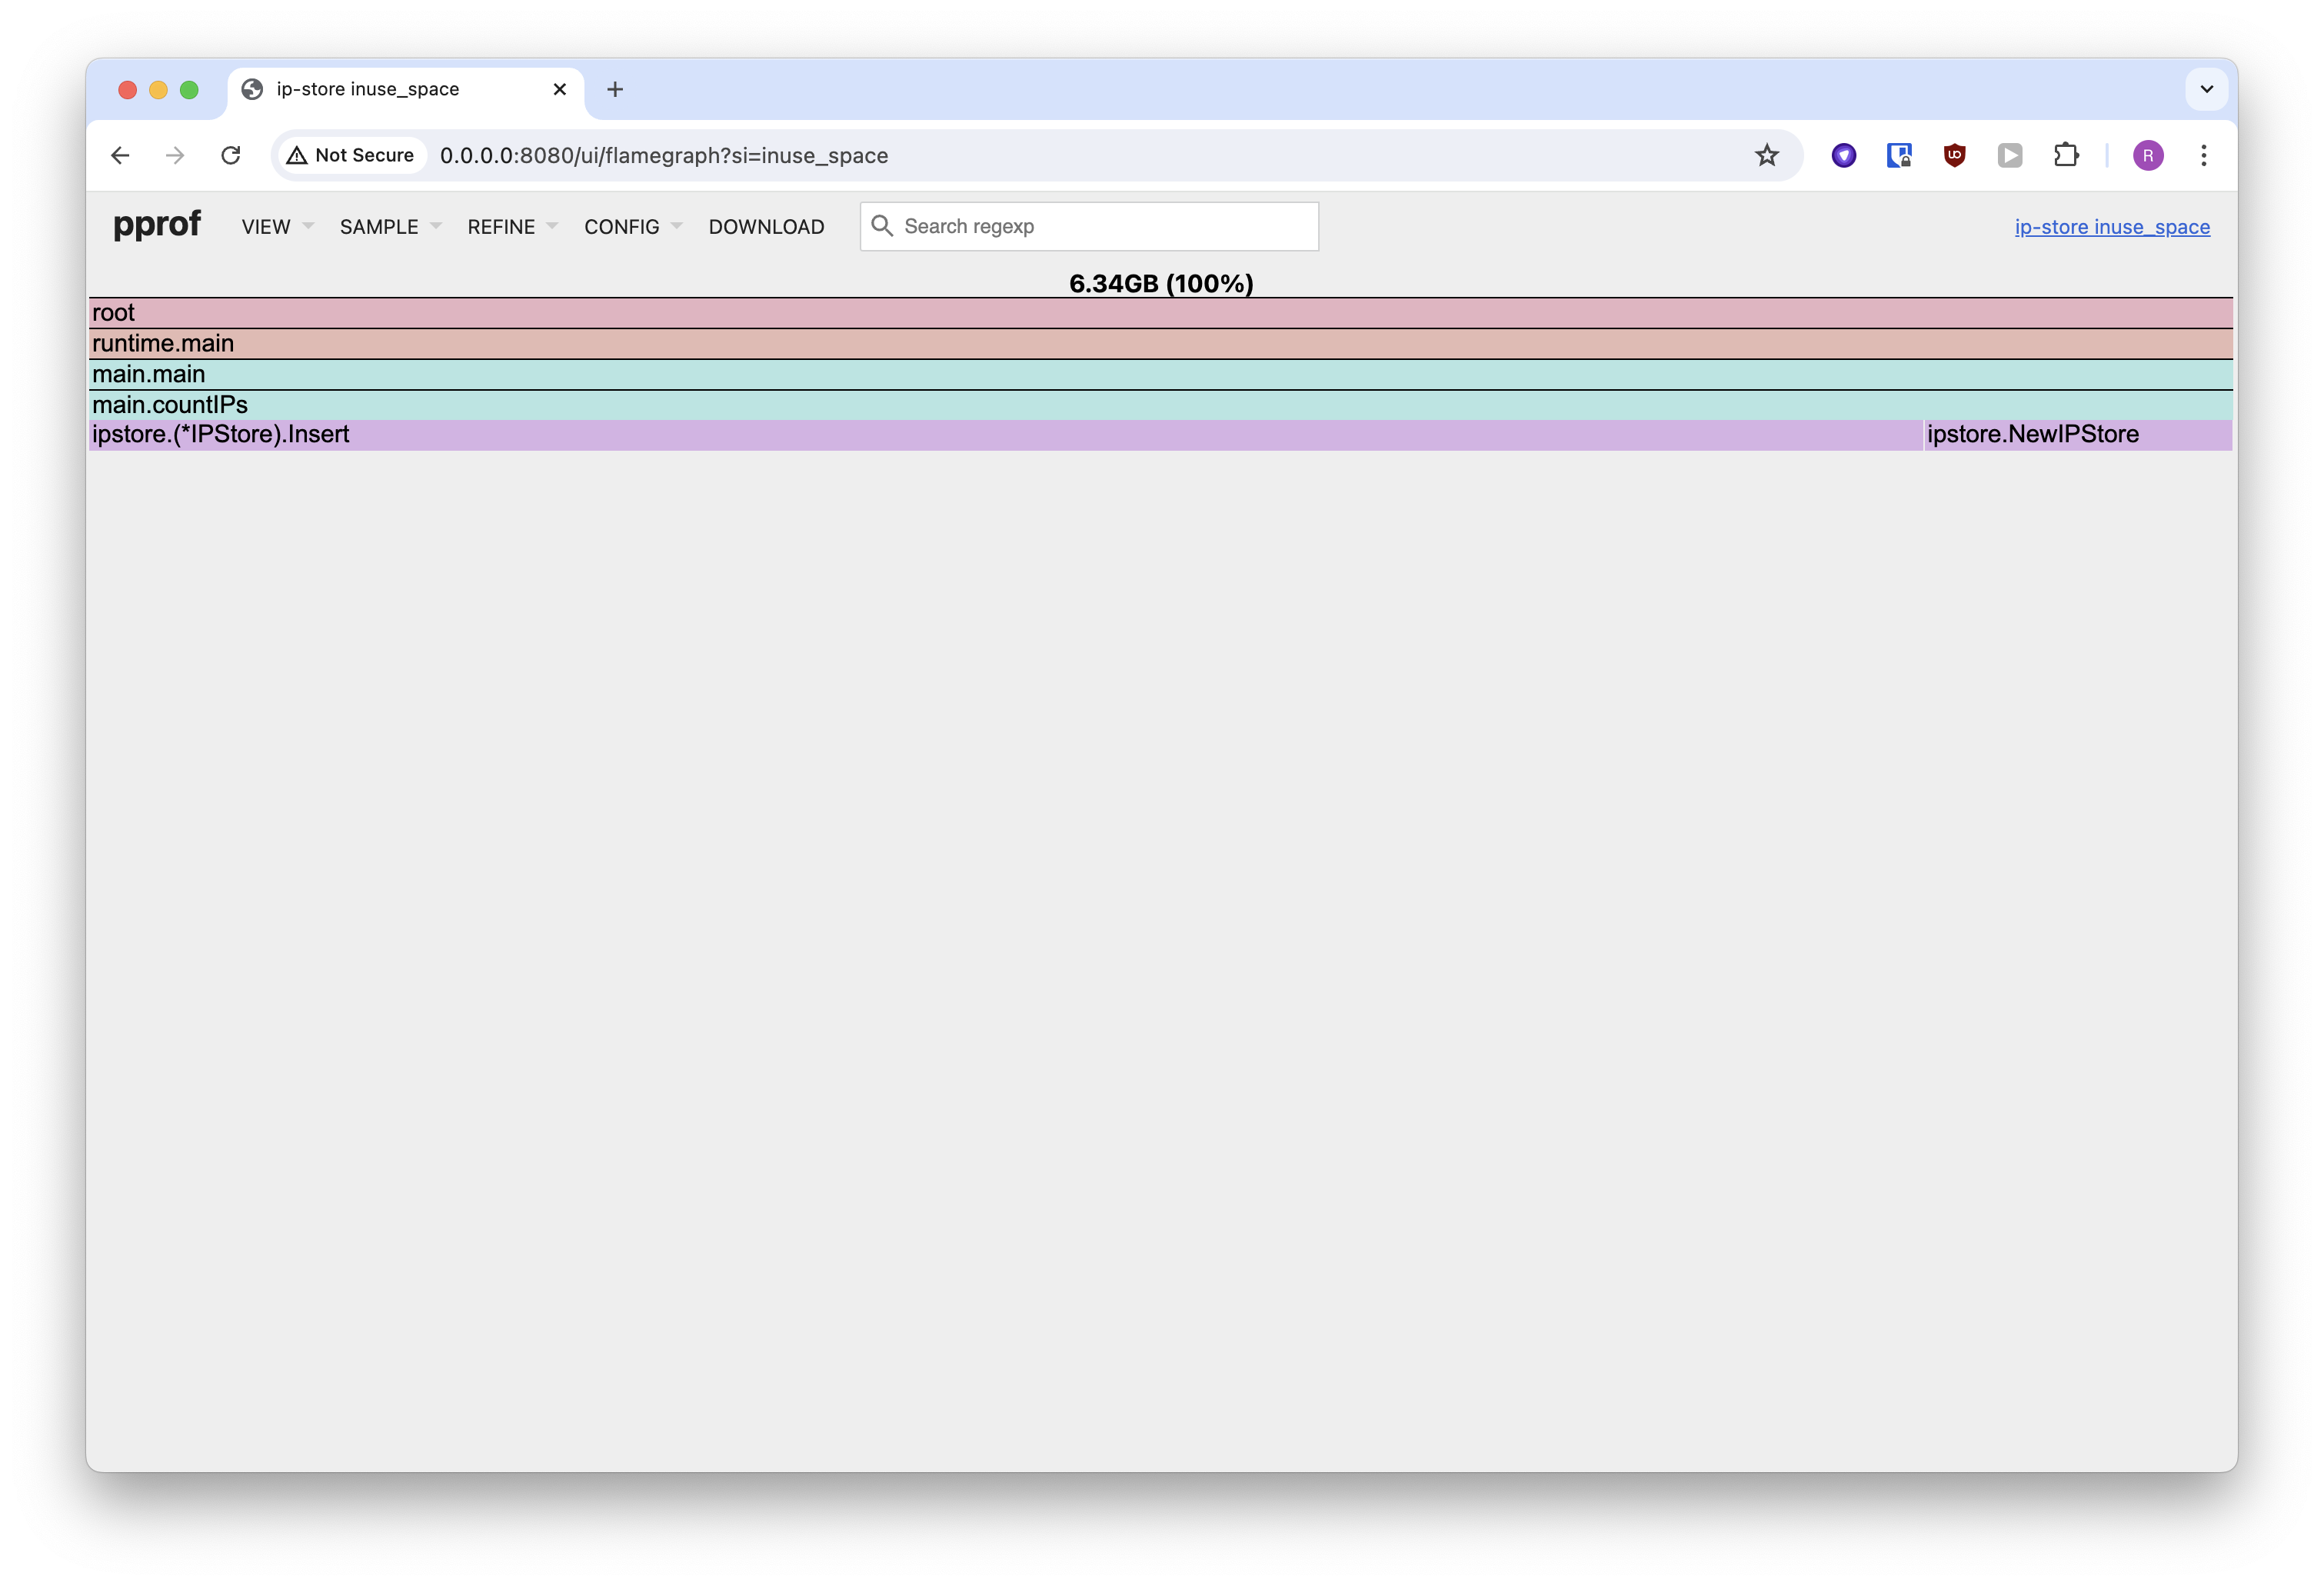 ip-store inuse_space
Not Secure 0.0.0.0:8080/ui/flamegraph?si=inuse_space
R
pprof VIEW SAMPLE REFINE CONFIG DOWNLOAD Search regexp ip-store inuse_space
6.34GB (100%)
root
runtime.main
main.main
main.countIPs
ipstore.(*IPStore).Insert ipstore.NewIPStore